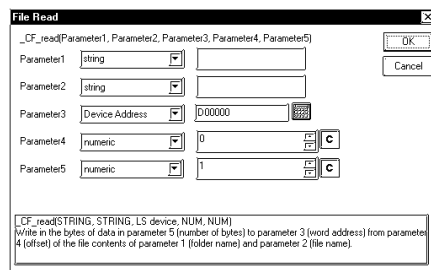 File Read
_CF_read(Parameter1, Parameter2, Parameter3, Parameter4, Parameter5)
OK
Parameter1 string
Cancel
Parameter2 string
Parameter3 Device Address D00000
Parameter4 numeric 0 C
Parameter5 numeric 1 C
_CF_read(STRING, STRING, LS device, NUM, NUM)
Write in the bytes of data in parameter 5 (number of bytes) to parameter 3 (word address) from parameter
4 (offset) of the file contents of parameter 1 (folder name) and parameter 2 (file name).